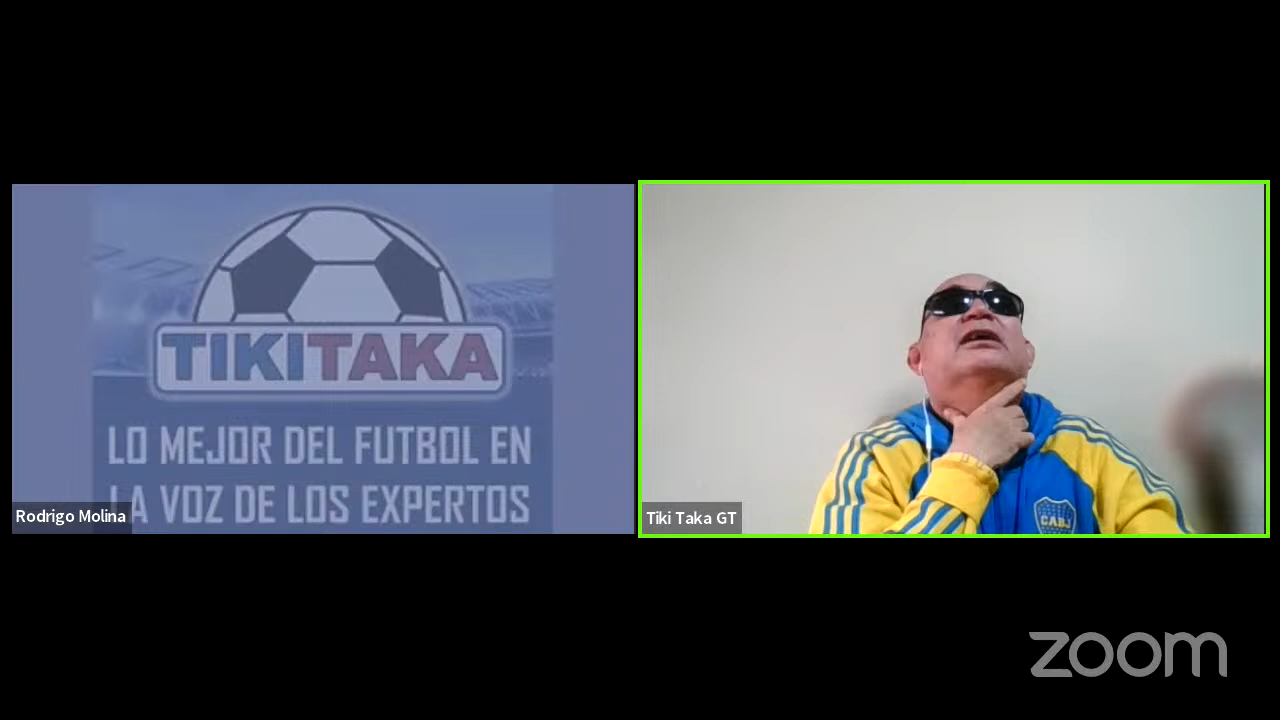 TIKITAKA
LO MEJOR DEL FUTBOL EN
LA VOZ DE LOS EXPERTOS
Rodrigo Molina
Tiki Taka GT
CABJ
zoom